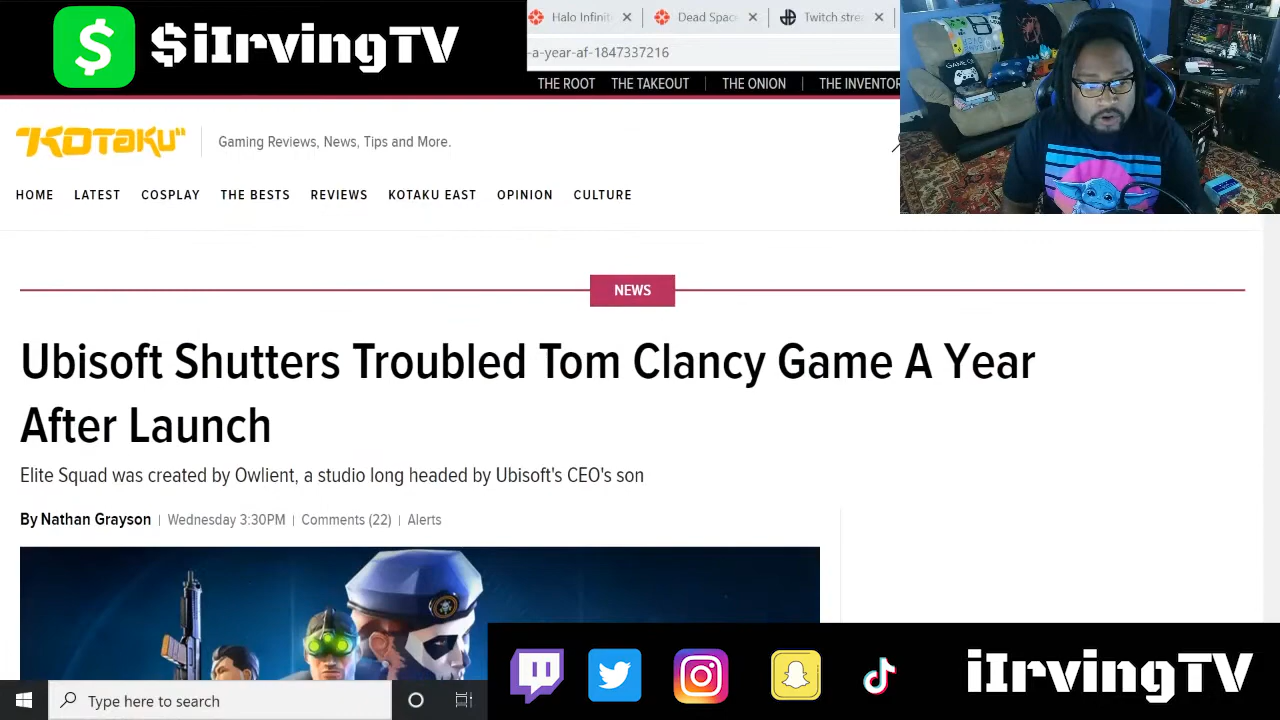 $iIrvingTV
Halo Infinit
Dead Spac
Twitch stre
-a-year-af-1847337216
THE ROOT THE TAKEOUT THE ONION THE INVENTOR
"KOTAKU"
Gaming Reviews, News, Tips and More.
HOME LATEST COSPLAY THE BESTS REVIEWS KOTAKU EAST OPINION CULTURE
NEWS
Ubisoft Shutters Troubled Tom Clancy Game A Year
After Launch
Elite Squad was created by Owlient, a studio long headed by Ubisoft's CEO's son
By Nathan Grayson | Wednesday 3:30PM | Comments (22) | Alerts
iIrvingTV
Type here to search